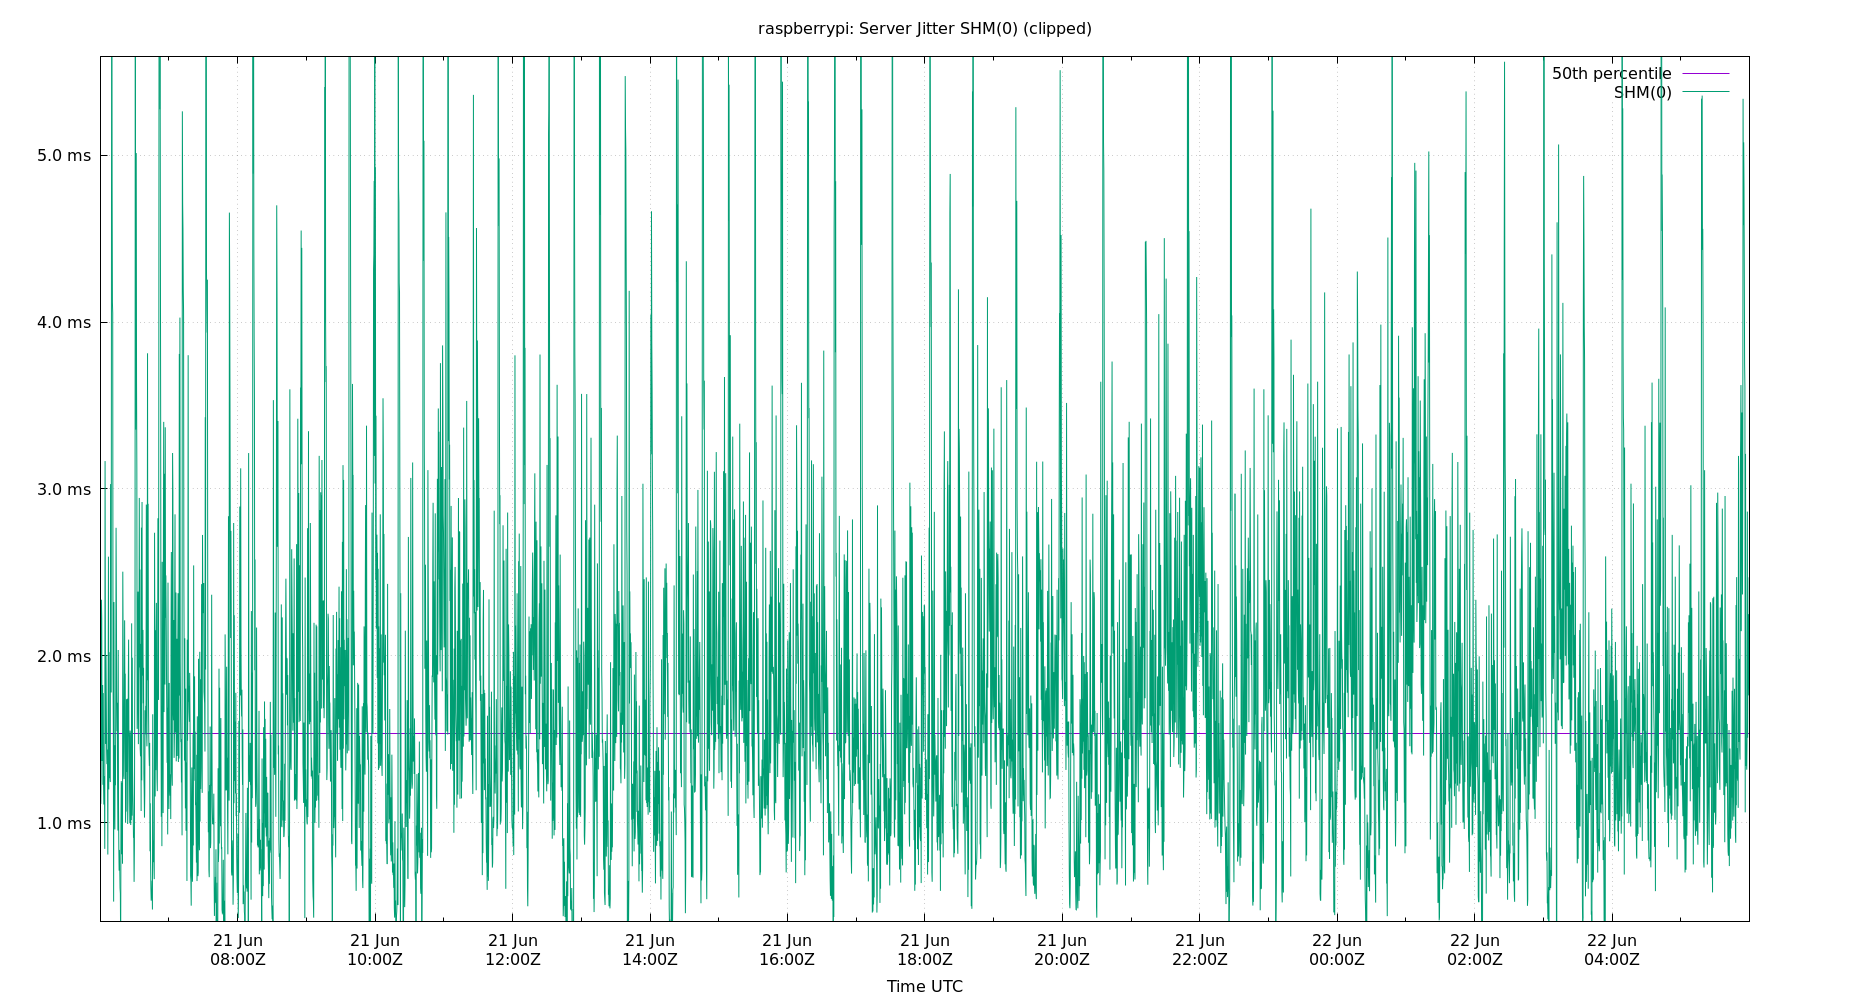 raspberrypi: Server Jitter SHM(0) (clipped)
50th percentile
SHM(0)
5.0 ms
4.0 ms
3.0 ms
2.0 ms
1.0 ms
21 Jun 21 Jun 21 Jun 21 Jun 21 Jun 21 Jun 21 Jun 21 Jun 22 Jun 22 Jun 22 Jun
08:00Z 10:00Z 12:00Z 14:00Z 16:00Z 18:00Z 20:00Z 22:00Z 00:00Z 02:00Z 04:00Z
Time UTC